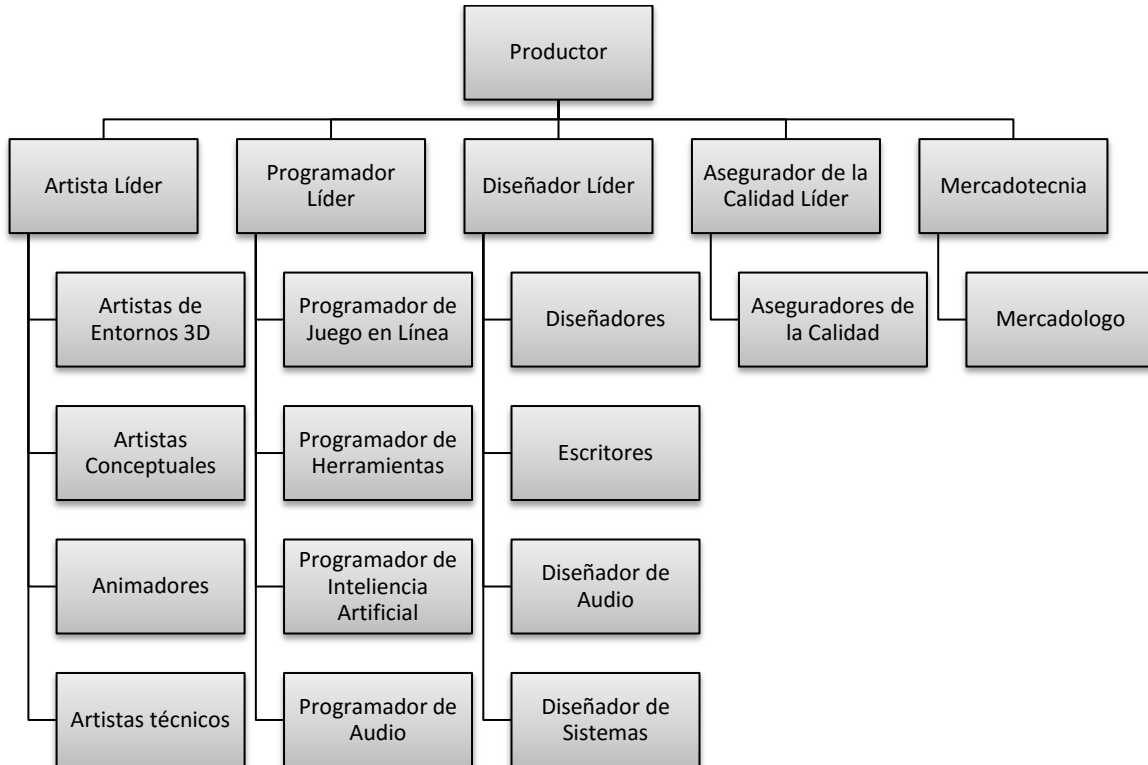 Productor
Artista Líder
Programador
Líder
Diseñador Líder
Asegurador de la
Calidad Líder
Mercadotecnia
Artistas de
Entornos 3D
Programador de
Juego en Línea
Diseñadores
Aseguradores de
la Calidad
Mercadologo
Artistas
Conceptuales
Programador de
Herramientas
Escritores
Animadores
Programador de
Inteliencia
Artificial
Diseñador de
Audio
Artistas técnicos
Programador de
Audio
Diseñador de
Sistemas